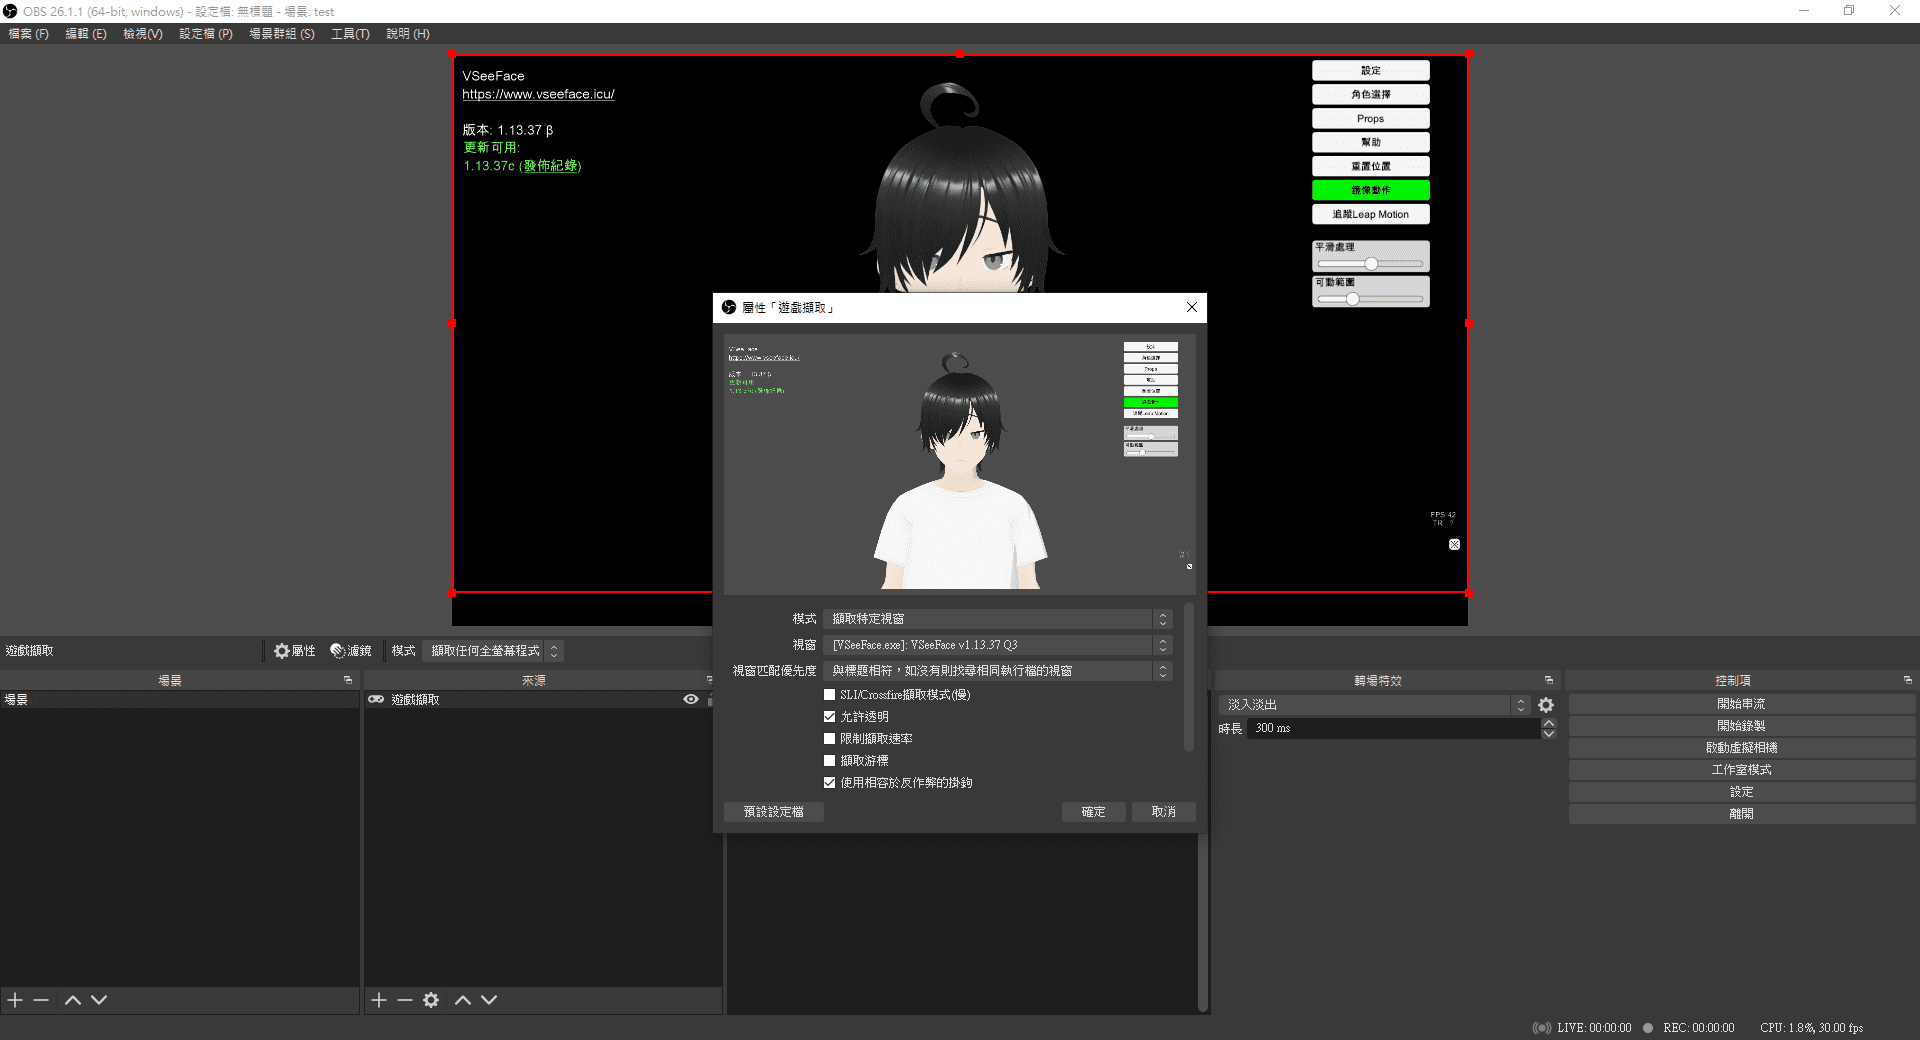 OBS 26.1.1 (64-bit, windows) - 設定檔: 無標題 - 場景: test
檔案 (F) 編輯 (E) 檢視(V) 設定檔 (P) 場景群組 (S) 工具(T) 說明 (H)
VSeeFace
https://www.vseeface.icu/
版本: 1.13.37 β
更新可用:
1.13.37c (發佈紀錄)
設定
角色選擇
Props
幫助
重置位置
鏡像動作
追蹤Leap Motion
平滑處理
可動範圍
FPS 42
TR ?
屬性「遊戲擷取」
VSeeFace
https://www.vseeface.icu/
Props
模式 擷取特定視窗
視窗 [VSeeFace.exe]: VSeeFace v1.13.37 Q3
視窗匹配優先度 與標題相符，如沒有則找尋相同執行檔的視窗
SLI/Crossfire擷取模式(慢)
允許透明
限制擷取速率
擷取游標
使用相容於反作弊的掛鉤
預設設定檔 確定 取消
遊戲擷取 屬性 濾鏡 模式 擷取任何全螢幕程式
場景
場景
來源
遊戲擷取
轉場特效
淡入淡出
時長 300 ms
控制項
開始串流
開始錄製
啟動虛擬相機
工作室模式
設定
離開
LIVE: 00:00:00 REC: 00:00:00 CPU: 1.8%, 30.00 fps